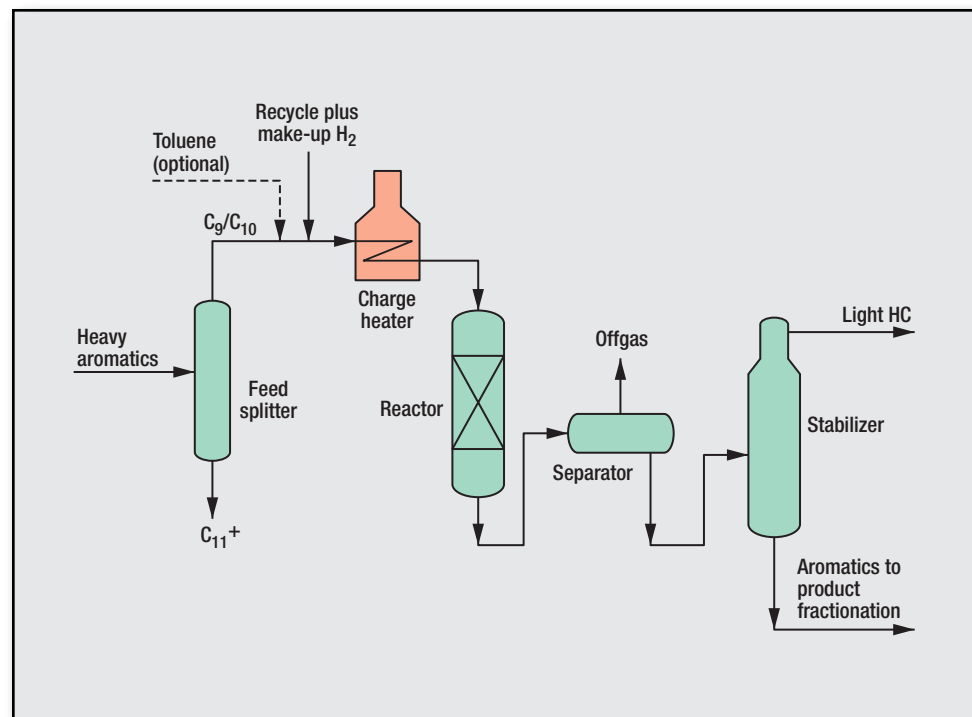 Recycle plus
make-up H₂
Toluene
(optional)
C₉/C₁₀
Charge
heater
Heavy
aromatics
Feed
splitter
C₁₁+
Reactor
Offgas
Separator
Light HC
Stabilizer
Aromatics to
product
fractionation